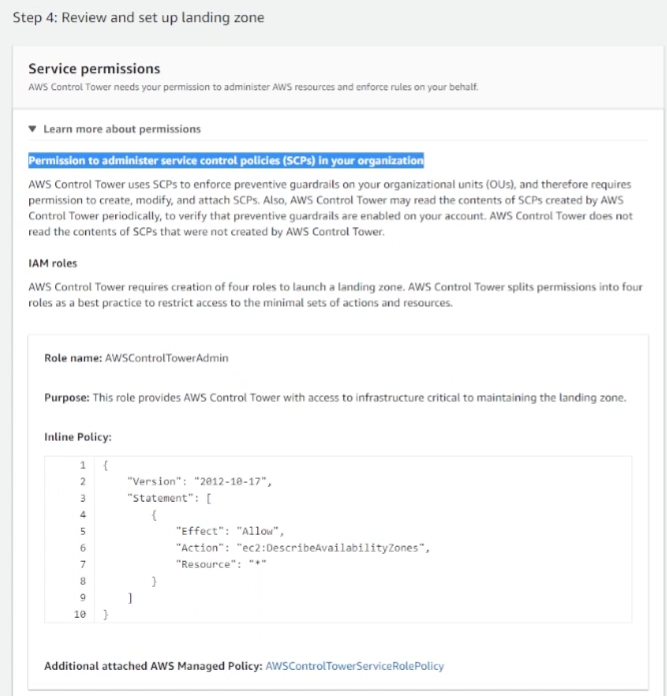 Step 4: Review and set up landing zone
Service permissions
AWS Control Tower needs your permission to administer AWS resources and enforce rules on your behalf.
▼ Learn more about permissions
Permission to administer service control policies (SCPs) in your organization
AWS Control Tower uses SCPs to enforce preventive guardrails on your organizational units (OUs), and therefore requires
permission to create, modify, and attach SCPs. Also, AWS Control Tower may read the contents of SCPs created by AWS
Control Tower periodically, to verify that preventive guardrails are enabled on your account. AWS Control Tower does not
read the contents of SCPs that were not created by AWS Control Tower.
IAM roles
AWS Control Tower requires creation of four roles to launch a landing zone. AWS Control Tower splits permissions into four
roles as a best practice to restrict access to the minimal sets of actions and resources.
Role name: AWSControlTowerAdmin
Purpose: This role provides AWS Control Tower with access to infrastructure critical to maintaining the landing zone.
Inline Policy:
1 {
2 "Version": "2012-10-17",
3 "Statement": [
4 {
5 "Effect": "Allow",
6 "Action": "ec2:DescribeAvailabilityZones",
7 "Resource": "*"
8 }
9 ]
10 }
Additional attached AWS Managed Policy: AWSControlTowerServiceRolePolicy